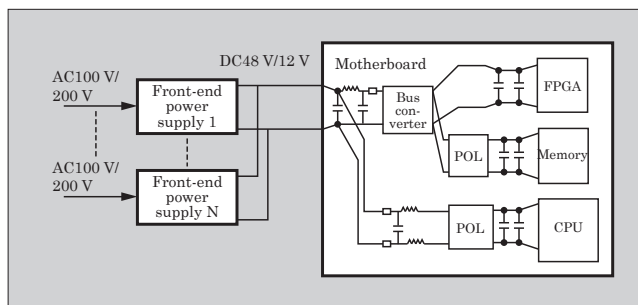 DC48 V/12 V
Motherboard
AC100 V/
200 V
Front-end
power
supply 1
Bus
con-
verter
FPGA
POL
Memory
AC100 V/
200 V
Front-end
power
supply N
POL
CPU